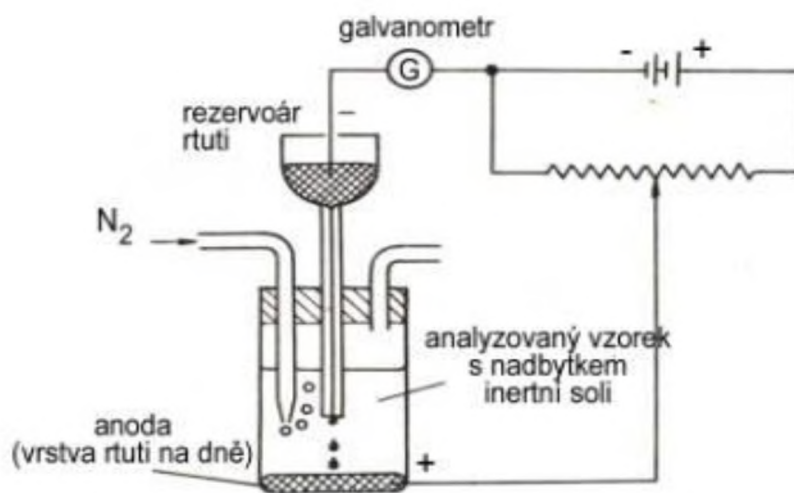 galvanometr
- +
G
rezervoár
rtuti
–
N2
analyzovaný vzorek
s nadbytkem
inertní soli
anoda
(vrstva rtuti na dně)
+